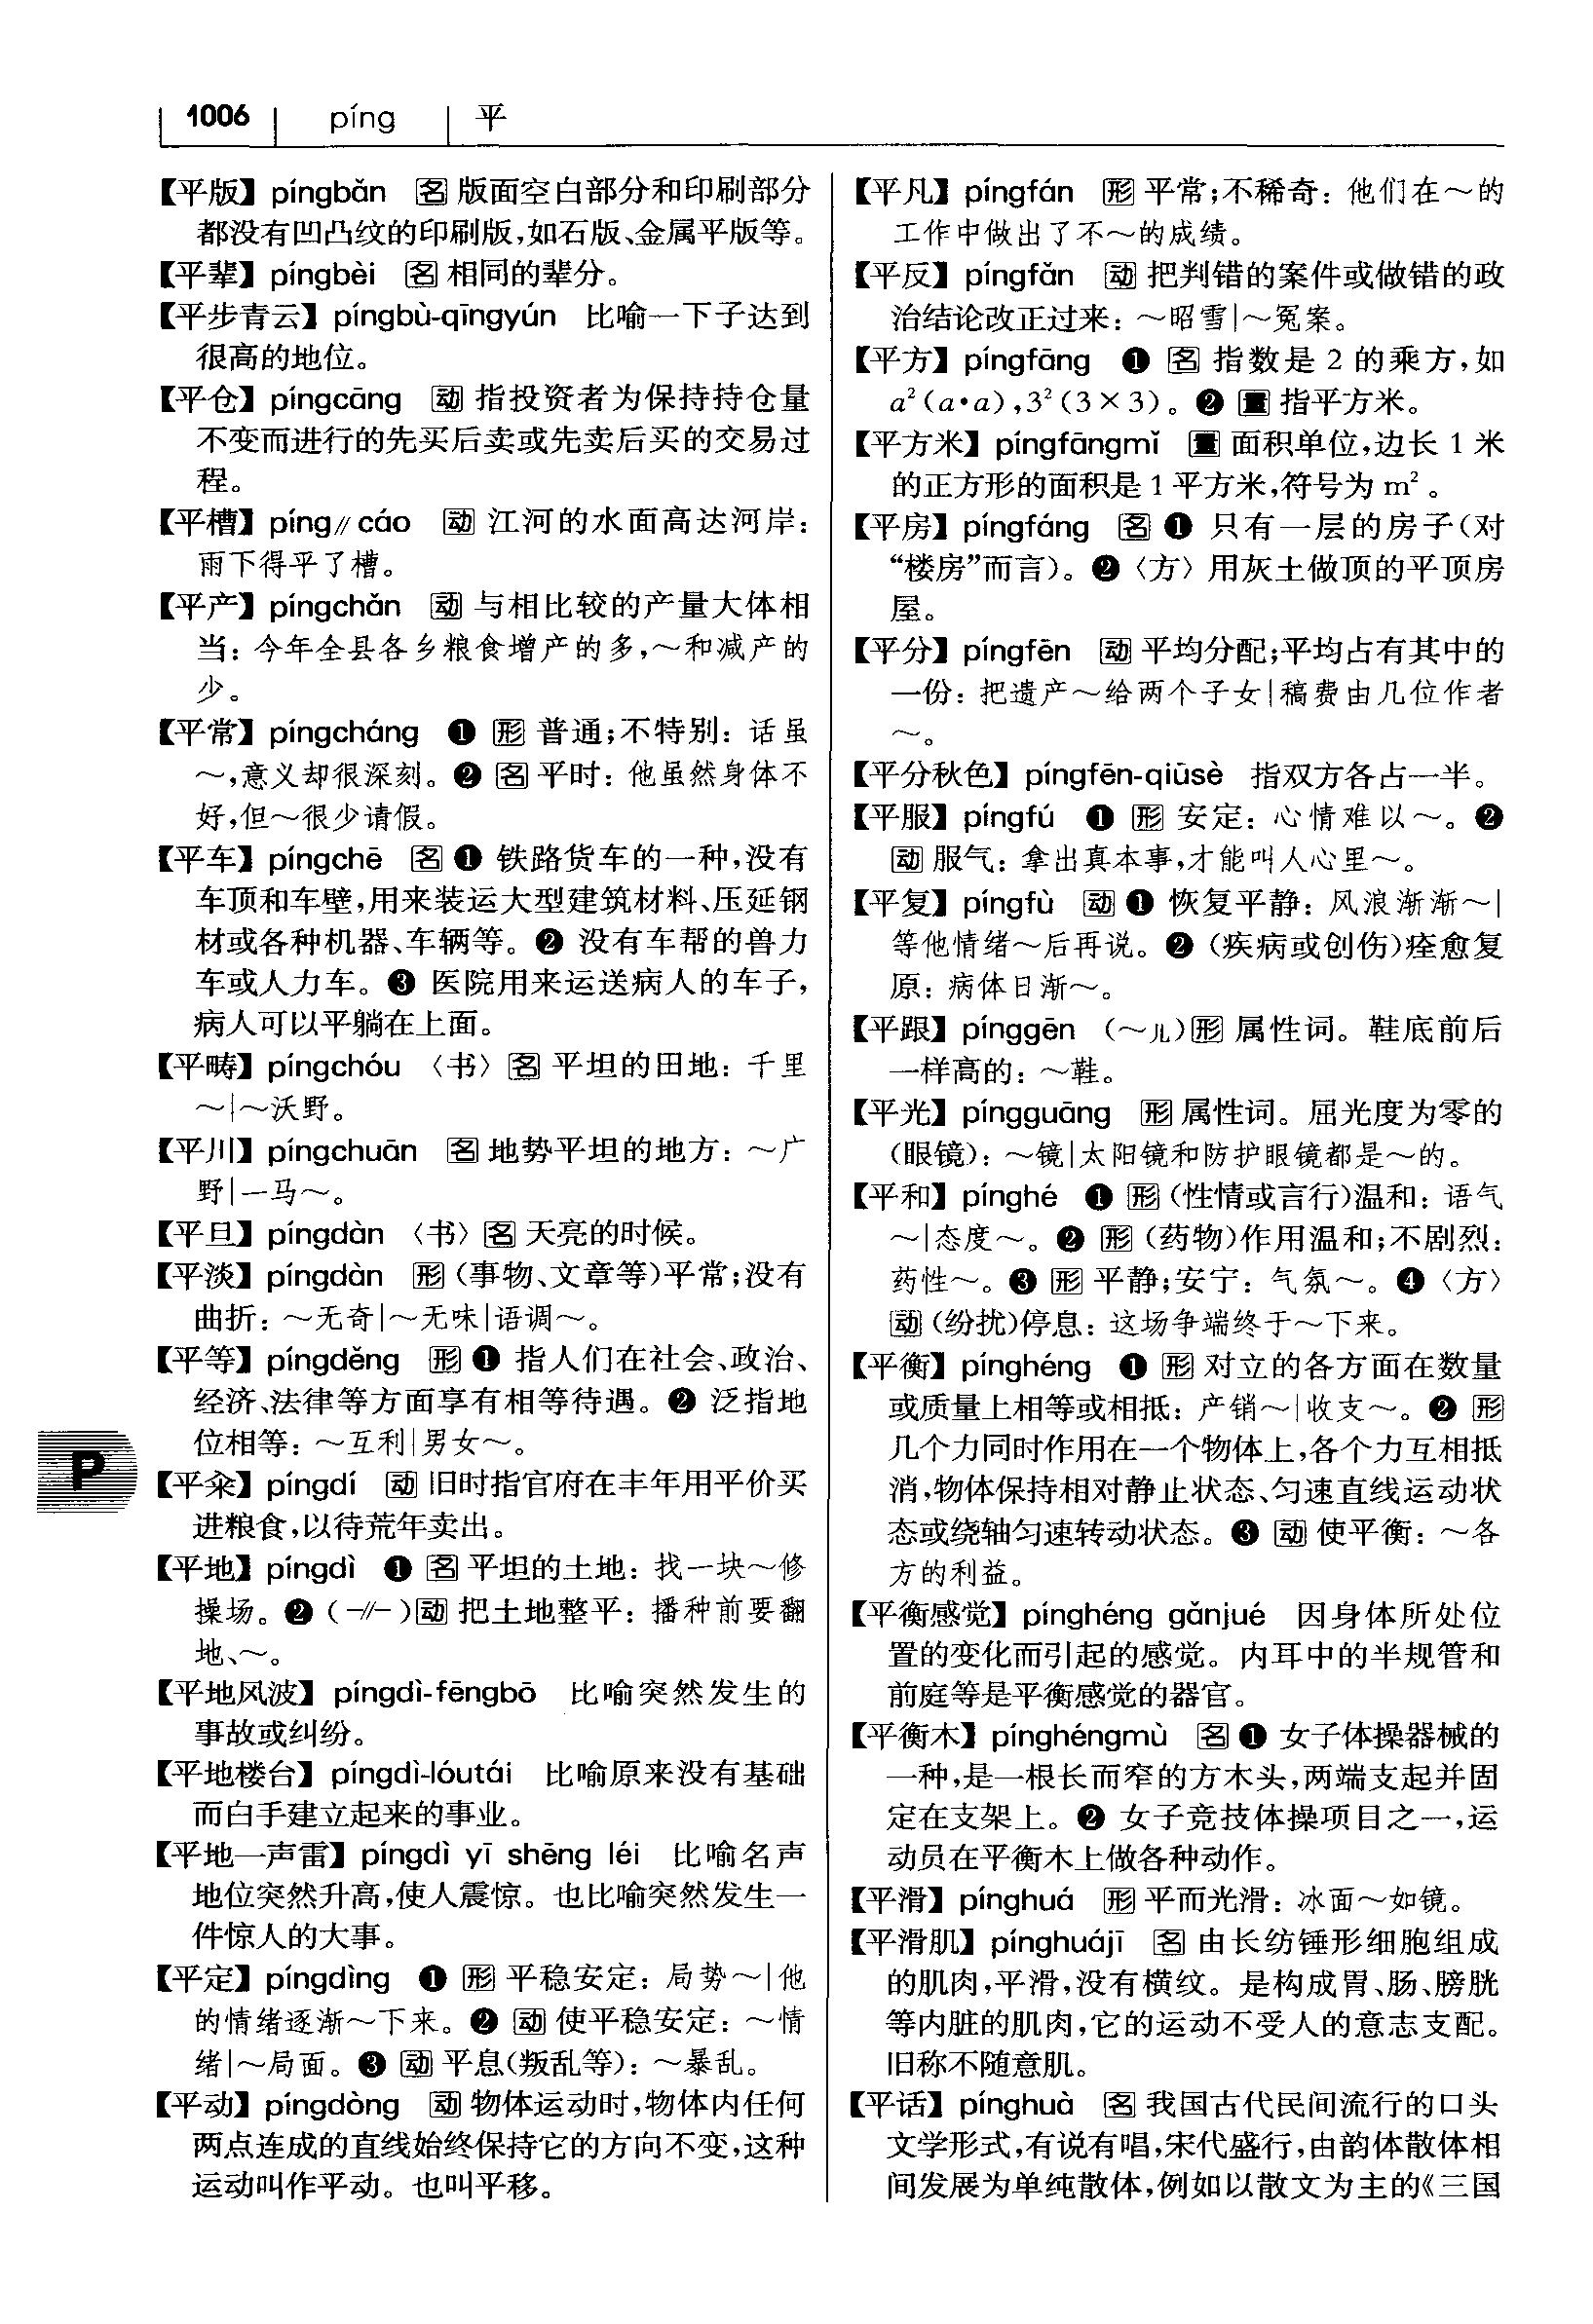 1006 píng 平
【平版】píngbǎn 名 版面空白部分和印刷部分
都没有凹凸纹的印刷版,如石版、金属平版等。
【平辈】píngbèi 名 相同的辈分。
【平步青云】píngbù-qīngyún 比喻一下子达到
很高的地位。
【平仓】píngcāng 动 指投资者为保持持仓量
不变而进行的先买后卖或先卖后买的交易过
程。
【平槽】píng//cáo 动 江河的水面高达河岸:
雨下得平了槽。
【平产】píngchǎn 动 与相比较的产量大体相
当:今年全县各乡粮食增产的多,～和减产的
少。
【平常】píngcháng ❶ 形 普通;不特别:话虽
～,意义却很深刻。❷ 名 平时:他虽然身体不
好,但～很少请假。
【平车】píngchē 名 ❶ 铁路货车的一种,没有
车顶和车壁,用来装运大型建筑材料、压延钢
材或各种机器、车辆等。❷ 没有车帮的兽力
车或人力车。❸ 医院用来运送病人的车子,
病人可以平躺在上面。
【平畴】píngchóu 〈书〉名 平坦的田地:千里
～|～沃野。
【平川】píngchuān 名 地势平坦的地方:～广
野|一马～。
【平旦】píngdàn 〈书〉名 天亮的时候。
【平淡】píngdàn 形 (事物、文章等)平常;没有
曲折:～无奇|～无味|语调～。
【平等】píngděng 形 ❶ 指人们在社会、政治、
经济、法律等方面享有相等待遇。❷ 泛指地
位相等:～互利|男女～。
【平籴】píngdí 动 旧时指官府在丰年用平价买
进粮食,以待荒年卖出。
【平地】píngdì ❶ 名 平坦的土地:找一块～修
操场。❷ (-//-)动 把土地整平:播种前要翻
地、～。
【平地风波】píngdì-fēngbō 比喻突然发生的
事故或纠纷。
【平地楼台】píngdì-lóutái 比喻原来没有基础
而白手建立起来的事业。
【平地一声雷】píngdì yī shēng léi 比喻名声
地位突然升高,使人震惊。也比喻突然发生一
件惊人的大事。
【平定】píngdìng ❶ 形 平稳安定:局势～|他
的情绪逐渐～下来。❷ 动 使平稳安定:～情
绪|～局面。❸ 动 平息(叛乱等):～暴乱。
【平动】píngdòng 动 物体运动时,物体内任何
两点连成的直线始终保持它的方向不变,这种
运动叫作平动。也叫平移。
【平凡】píngfán 形 平常;不稀奇:他们在～的
工作中做出了不～的成绩。
【平反】píngfǎn 动 把判错的案件或做错的政
治结论改正过来:～昭雪|～冤案。
【平方】píngfāng ❶ 名 指数是 2 的乘方,如
a²(a•a),3²(3×3)。❷ 量 指平方米。
【平方米】píngfāngmǐ 量 面积单位,边长 1 米
的正方形的面积是 1 平方米,符号为 m²。
【平房】píngfáng 名 ❶ 只有一层的房子(对
“楼房”而言)。❷〈方〉用灰土做顶的平顶房
屋。
【平分】píngfēn 动 平均分配;平均占有其中的
一份:把遗产～给两个子女|稿费由几位作者
～。
【平分秋色】píngfēn-qiūsè 指双方各占一半。
【平服】píngfú ❶ 形 安定:心情难以～。❷
动 服气:拿出真本事,才能叫人心里～。
【平复】píngfù 动 ❶ 恢复平静:风浪渐渐～|
等他情绪～后再说。❷ (疾病或创伤)痊愈复
原:病体日渐～。
【平跟】pínggēn (～儿)形 属性词。鞋底前后
一样高的:～鞋。
【平光】píngguāng 形 属性词。屈光度为零的
(眼镜):～镜|太阳镜和防护眼镜都是～的。
【平和】pínghé ❶ 形 (性情或言行)温和:语气
～|态度～。❷ 形 (药物)作用温和;不剧烈:
药性～。❸ 形 平静;安宁:气氛～。❹〈方〉
动 (纷扰)停息:这场争端终于～下来。
【平衡】pínghéng ❶ 形 对立的各方面在数量
或质量上相等或相抵:产销～|收支～。❷ 形
几个力同时作用在一个物体上,各个力互相抵
消,物体保持相对静止状态、匀速直线运动状
态或绕轴匀速转动状态。❸ 动 使平衡:～各
方的利益。
【平衡感觉】pínghéng gǎnjué 因身体所处位
置的变化而引起的感觉。内耳中的半规管和
前庭等是平衡感觉的器官。
【平衡木】pínghéngmù 名 ❶ 女子体操器械的
一种,是一根长而窄的方木头,两端支起并固
定在支架上。❷ 女子竞技体操项目之一,运
动员在平衡木上做各种动作。
【平滑】pínghuá 形 平而光滑:冰面～如镜。
【平滑肌】pínghuájī 名 由长纺锤形细胞组成
的肌肉,平滑,没有横纹。是构成胃、肠、膀胱
等内脏的肌肉,它的运动不受人的意志支配。
旧称不随意肌。
【平话】pínghuà 名 我国古代民间流行的口头
文学形式,有说有唱,宋代盛行,由韵体散体相
间发展为单纯散体,例如以散文为主的《三国
P